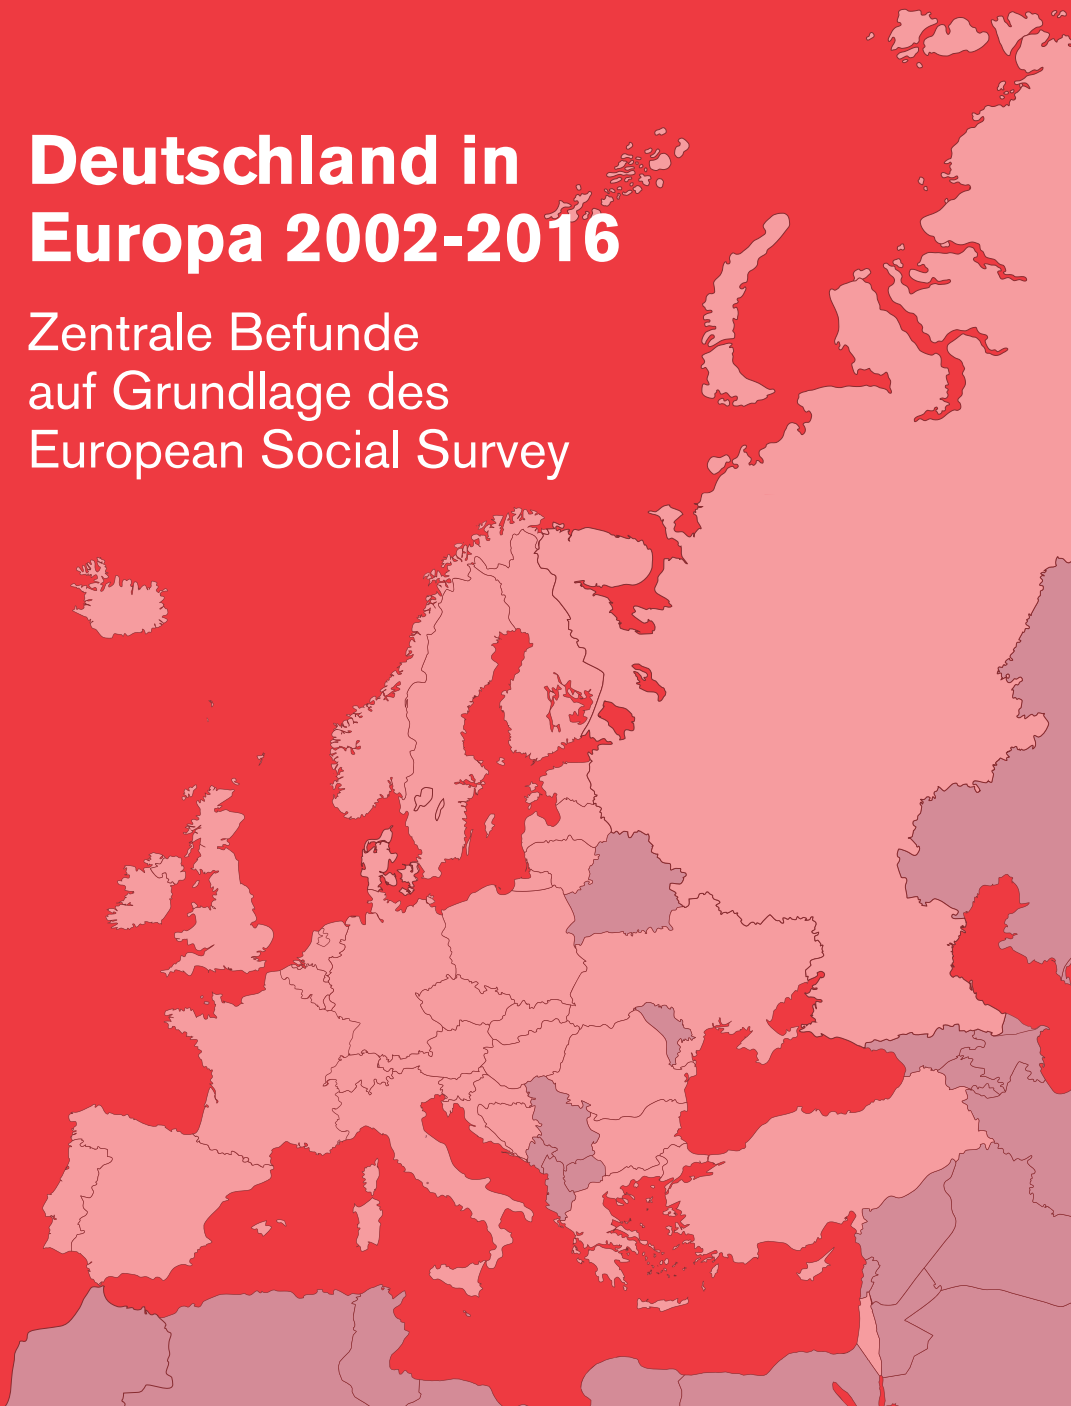 Deutschland in
Europa 2002-2016
Zentrale Befunde
auf Grundlage des
European Social Survey